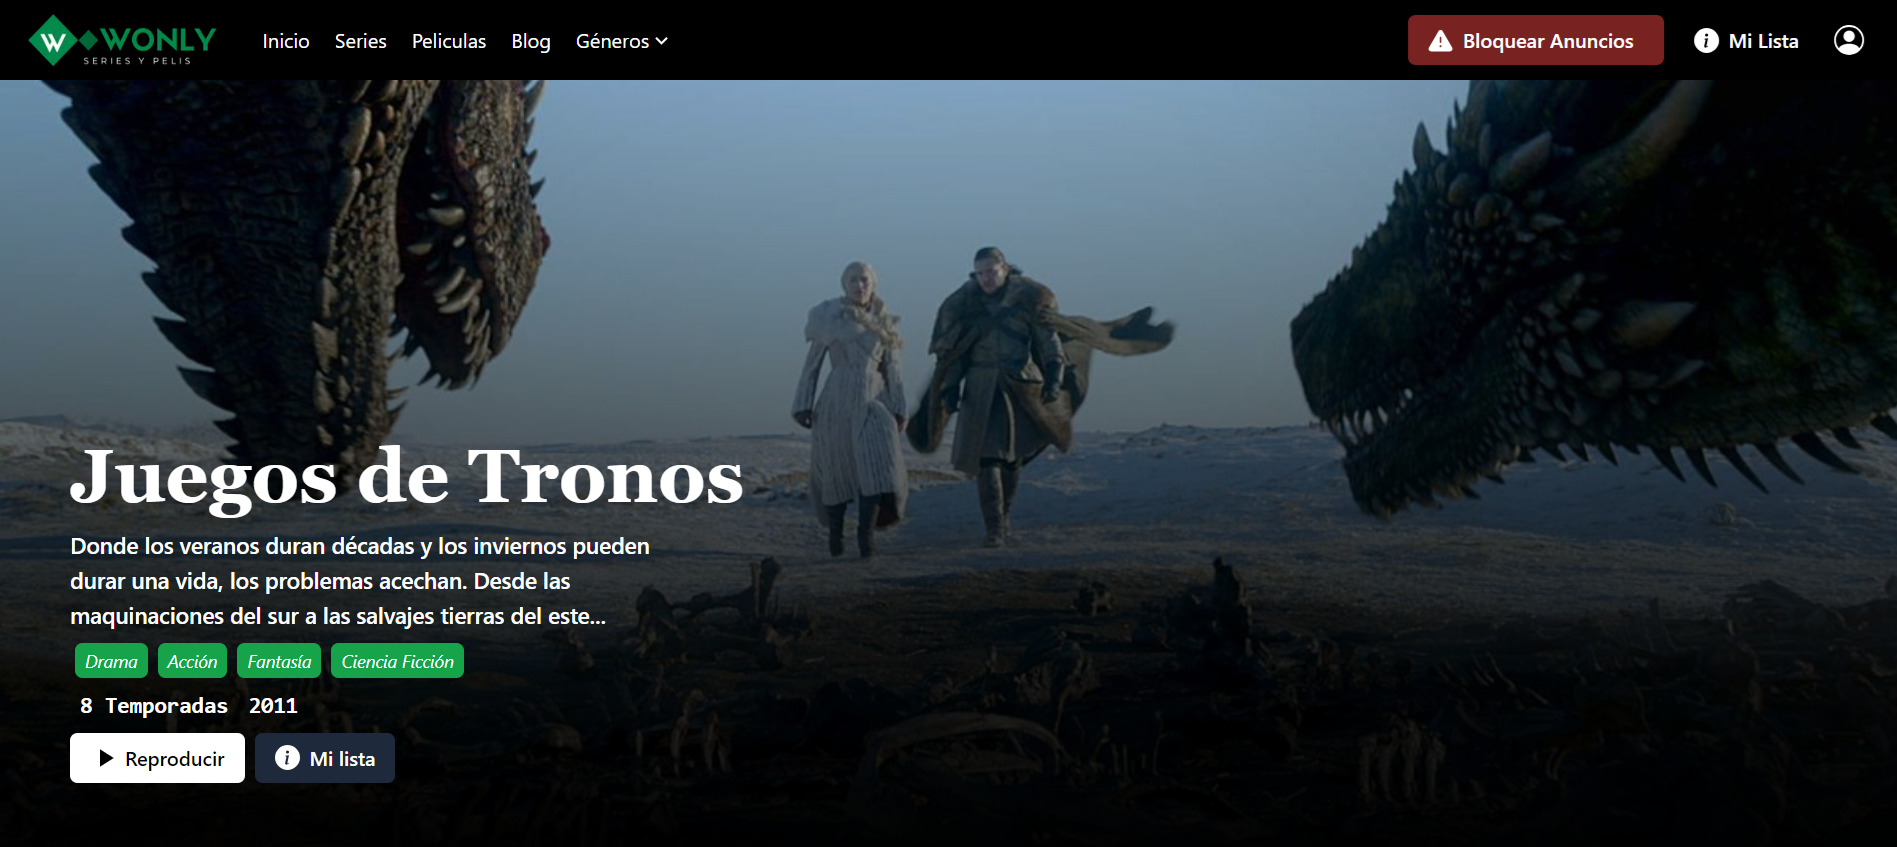 W WONLY
SERIES Y PELIS
Inicio Series Peliculas Blog Géneros
Bloquear Anuncios
Mi Lista
Juegos de Tronos
Donde los veranos duran décadas y los inviernos pueden
durar una vida, los problemas acechan. Desde las
maquinaciones del sur a las salvajes tierras del este...
Drama Acción Fantasía Ciencia Ficción
8 Temporadas 2011
Reproducir Mi lista